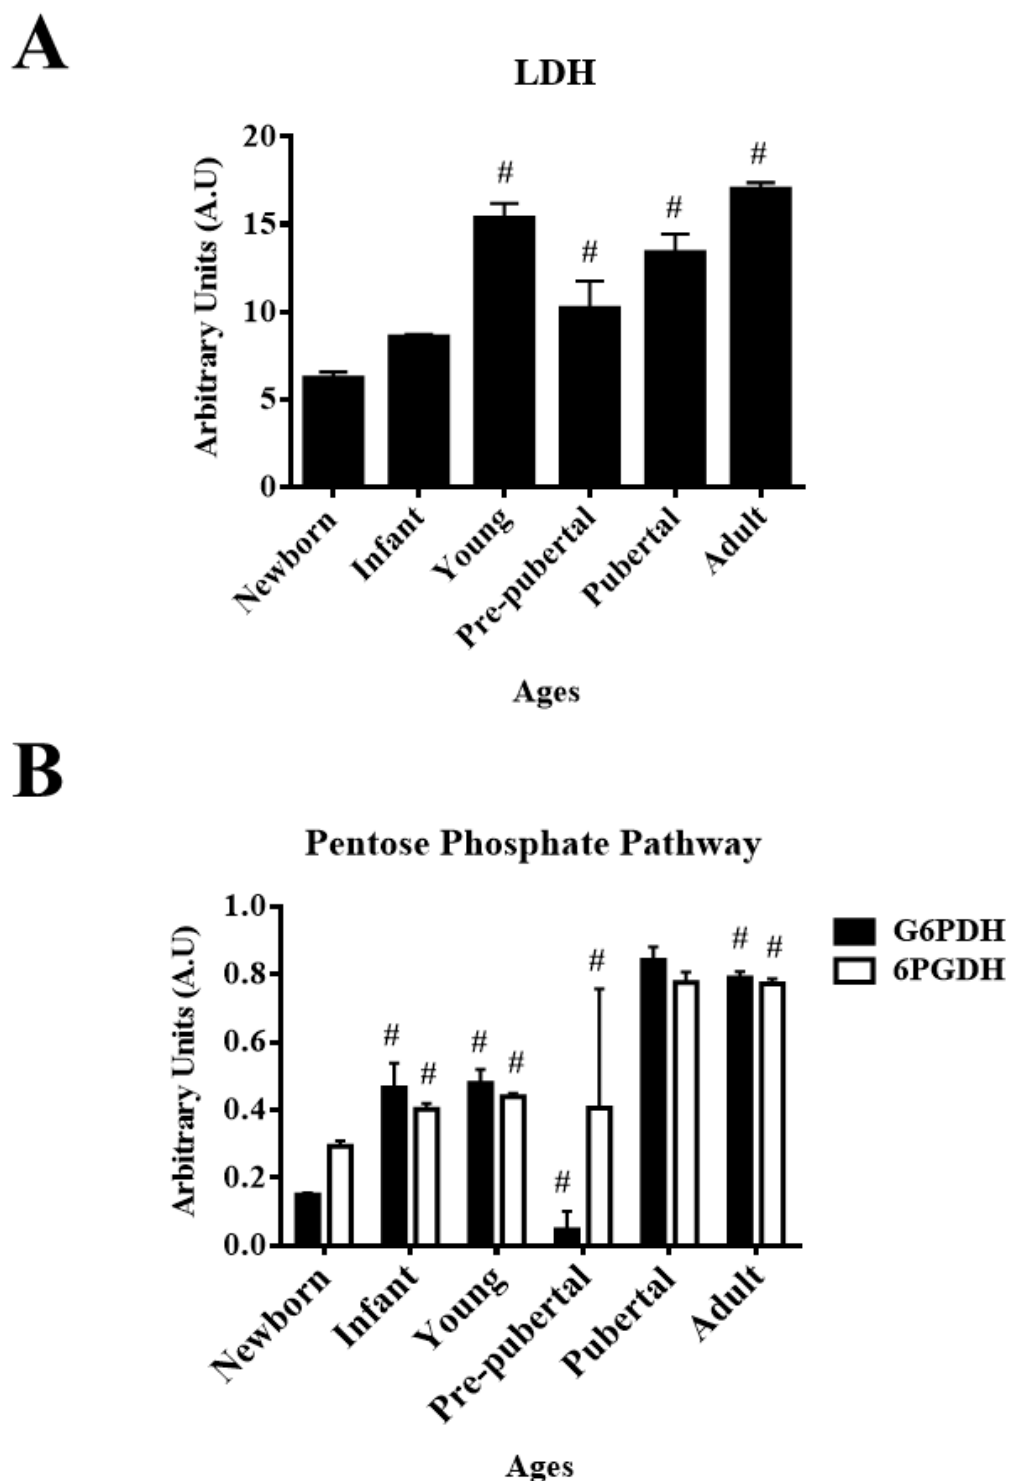 A
LDH
Arbitrary Units (A.U)
20
15
10
5
0
#
#
#
#
Newborn
Infant
Young
Pre-pubertal
Pubertal
Adult
Ages
B
Pentose Phosphate Pathway
Arbitrary Units (A.U)
1.0
0.8
0.6
0.4
0.2
0.0
#
#
#
#
#
#
#
#
G6PDH
6PGDH
Newborn
Infant
Young
Pre-pubertal
Pubertal
Adult
Ages